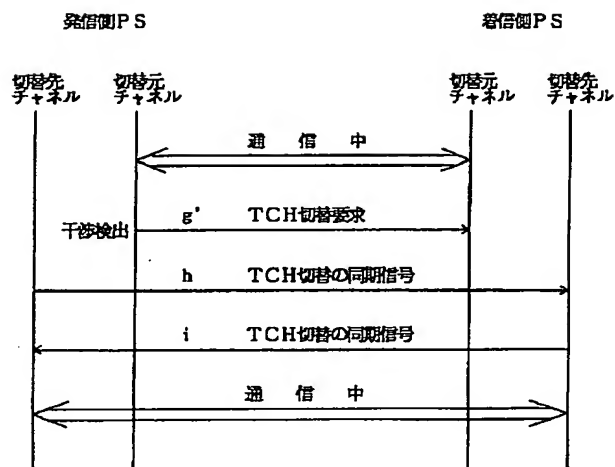 発信側PS
着信側PS
切替先
チャネル
切替元
チャネル
切替元
チャネル
切替先
チャネル
通 信 中
干渉検出
g' TCH切替要求
h TCH切替の同期信号
i TCH切替の同期信号
通 信 中